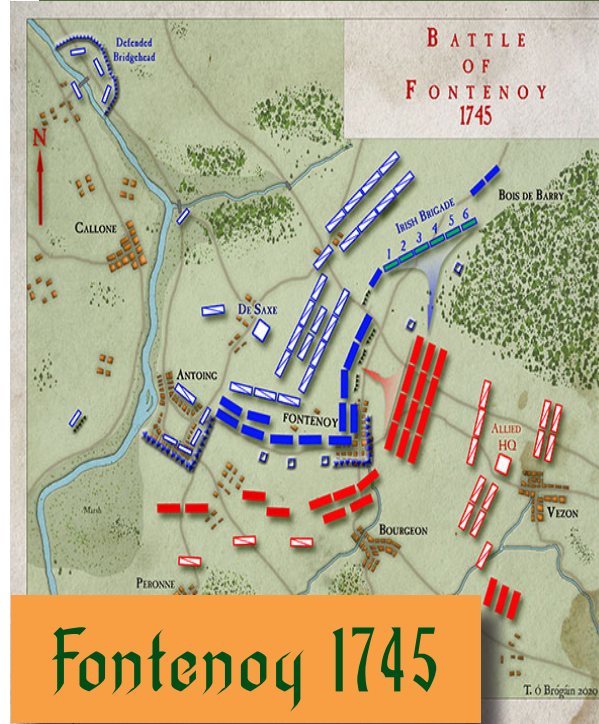 BATTLE
OF
FONTENOY
1745
Defended
Bridgehead
N
BOIS DE BARRY
IRISH BRIGADE
1 2 3 4 5 6
CALLONE
DE SAXE
ANTOING
FONTENOY
ALLIED
HQ
VEZON
Marsh
BOURGEON
PERONNE
Fontenoy 1745
T. Ó Brógáin 2020